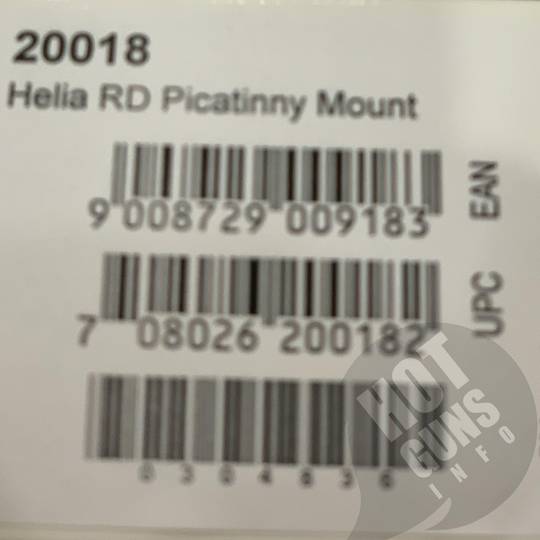 20018
Helia RD Picatinny Mount
9 008729 009183
EAN
7 08026 200182
UPC
HOT
GUNS
INFO